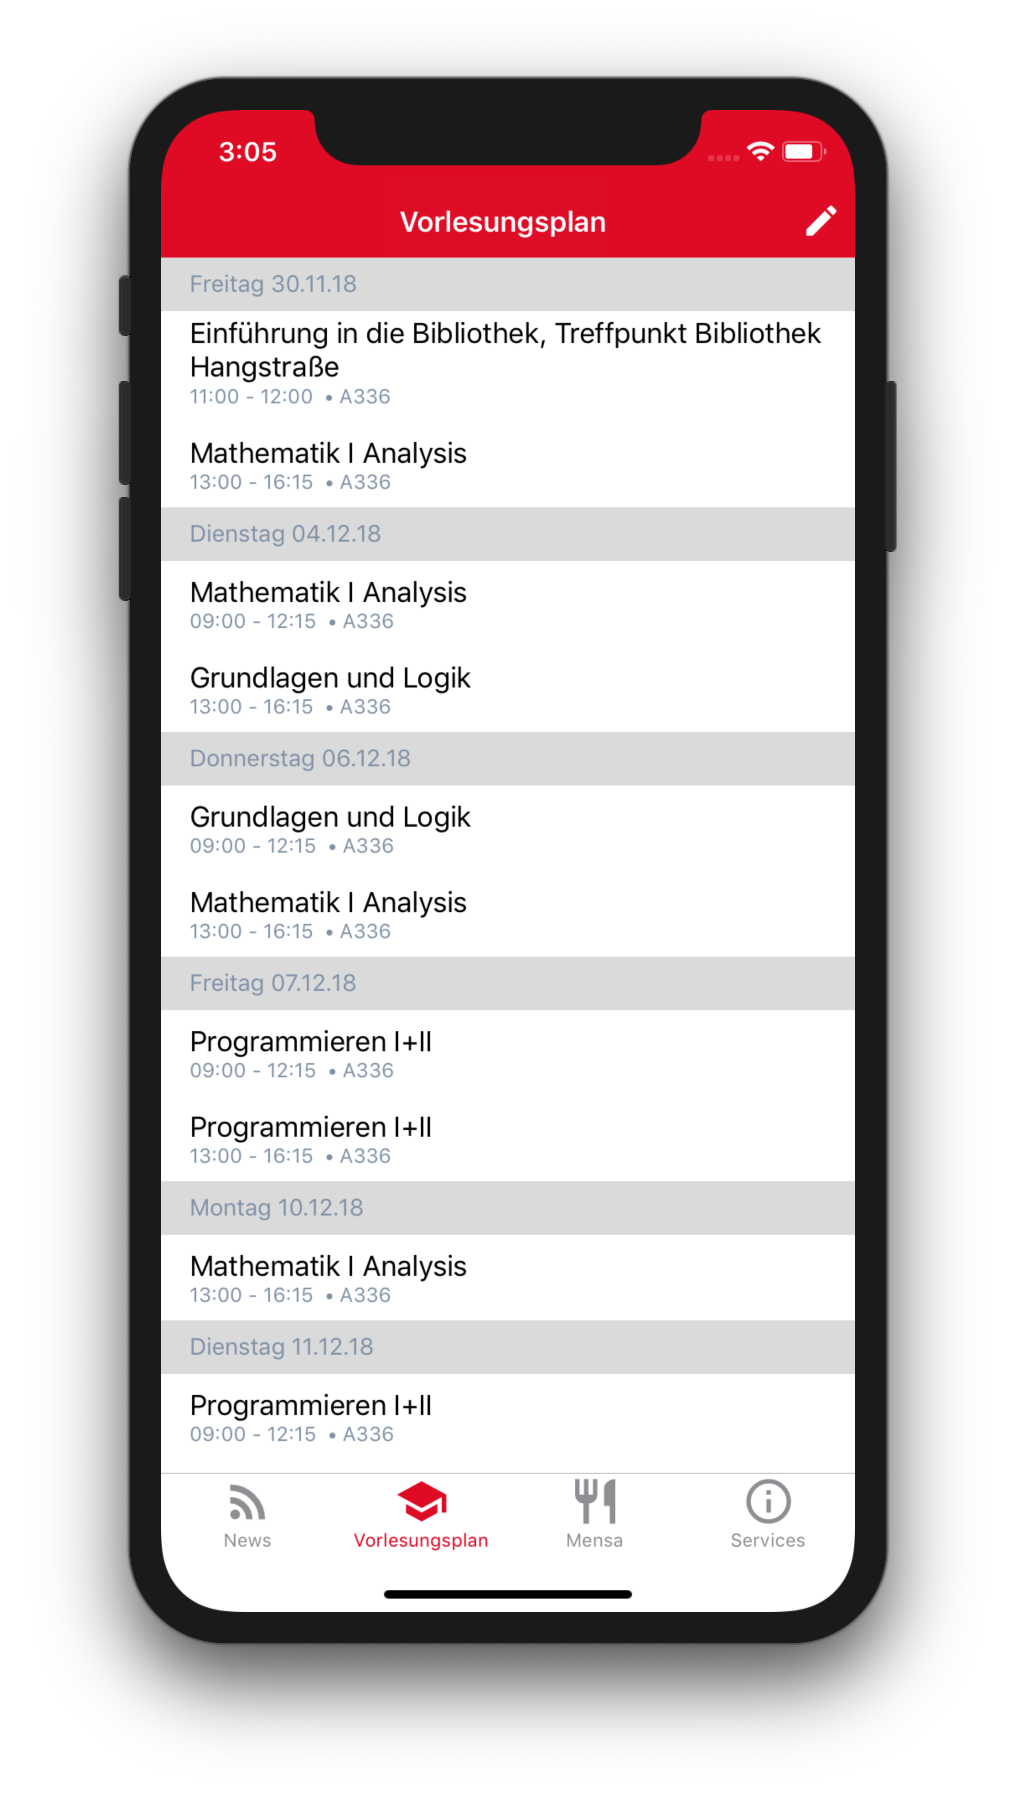 3:05
Vorlesungsplan
Freitag 30.11.18
Einführung in die Bibliothek, Treffpunkt Bibliothek
Hangstraße
11:00 - 12:00 • A336
Mathematik I Analysis
13:00 - 16:15 • A336
Dienstag 04.12.18
Mathematik I Analysis
09:00 - 12:15 • A336
Grundlagen und Logik
13:00 - 16:15 • A336
Donnerstag 06.12.18
Grundlagen und Logik
09:00 - 12:15 • A336
Mathematik I Analysis
13:00 - 16:15 • A336
Freitag 07.12.18
Programmieren I+II
09:00 - 12:15 • A336
Programmieren I+II
13:00 - 16:15 • A336
Montag 10.12.18
Mathematik I Analysis
13:00 - 16:15 • A336
Dienstag 11.12.18
Programmieren I+II
09:00 - 12:15 • A336
News
Vorlesungsplan
Mensa
Services